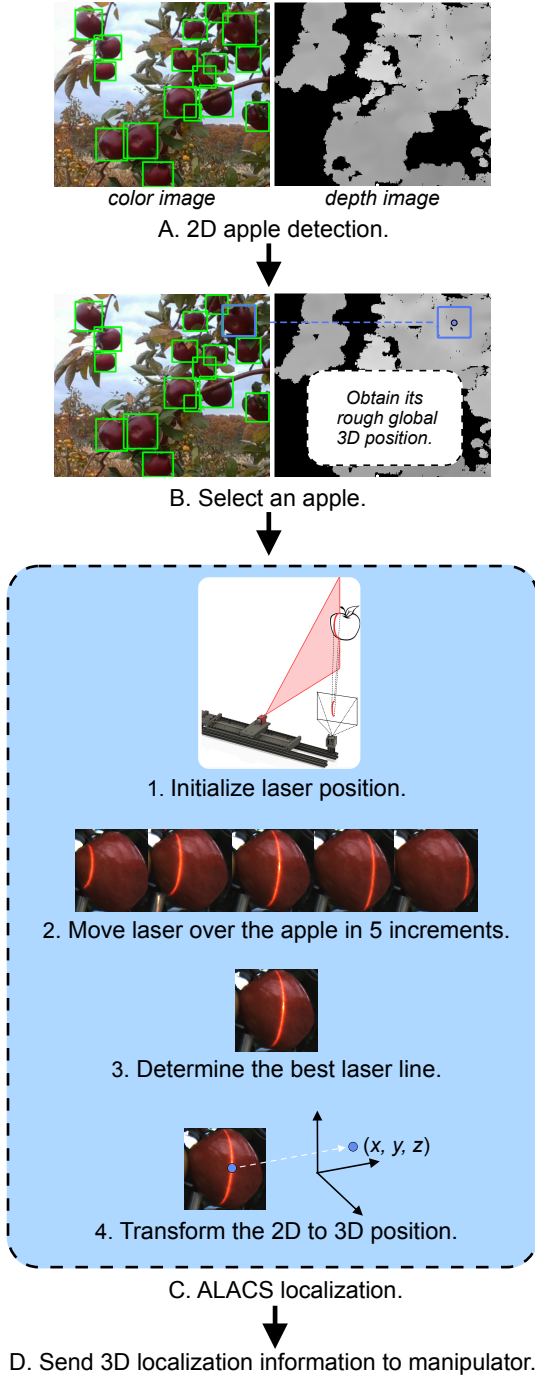 color image
depth image
A. 2D apple detection.
Obtain its
rough global
3D position.
B. Select an apple.
1. Initialize laser position.
2. Move laser over the apple in 5 increments.
3. Determine the best laser line.
(x, y, z)
4. Transform the 2D to 3D position.
C. ALACS localization.
D. Send 3D localization information to manipulator.